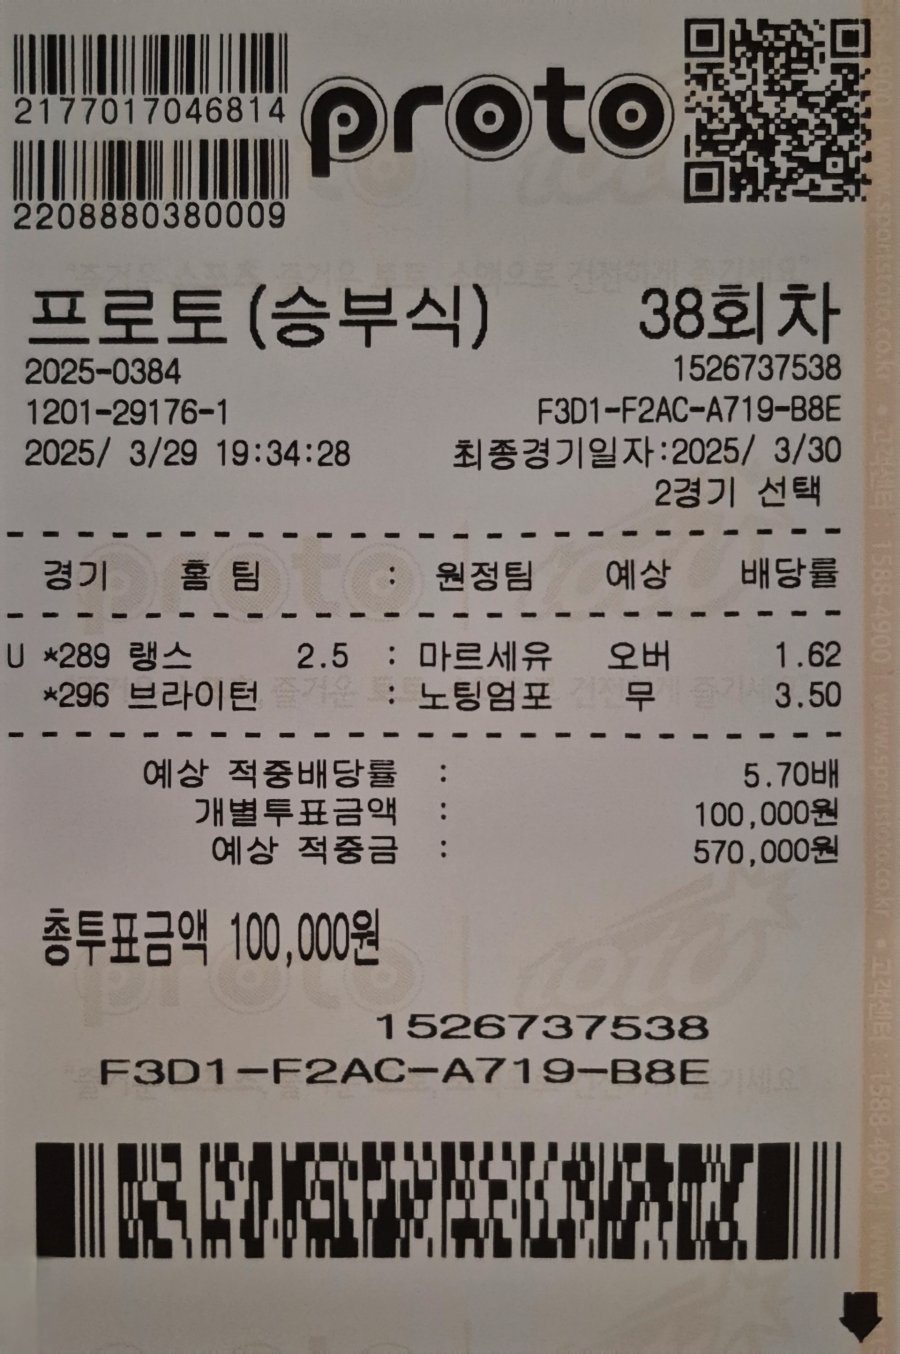 2177017046814
2208880380009
proto
프로토(승부식) 38회차
2025-0384 1526737538
1201-29176-1 F3D1-F2AC-A719-B8E
2025/ 3/29 19:34:28 최종경기일자:2025/ 3/30
2경기 선택
경기 홈 팀 : 원정팀 예상 배당률
U *289 랭스 2.5 : 마르세유 오버 1.62
*296 브라이턴 : 노팅엄포 무 3.50
예상 적중배당률 : 5.70배
개별투표금액 : 100,000원
예상 적중금 : 570,000원
총투표금액 100,000원
1526737538
F3D1-F2AC-A719-B8E